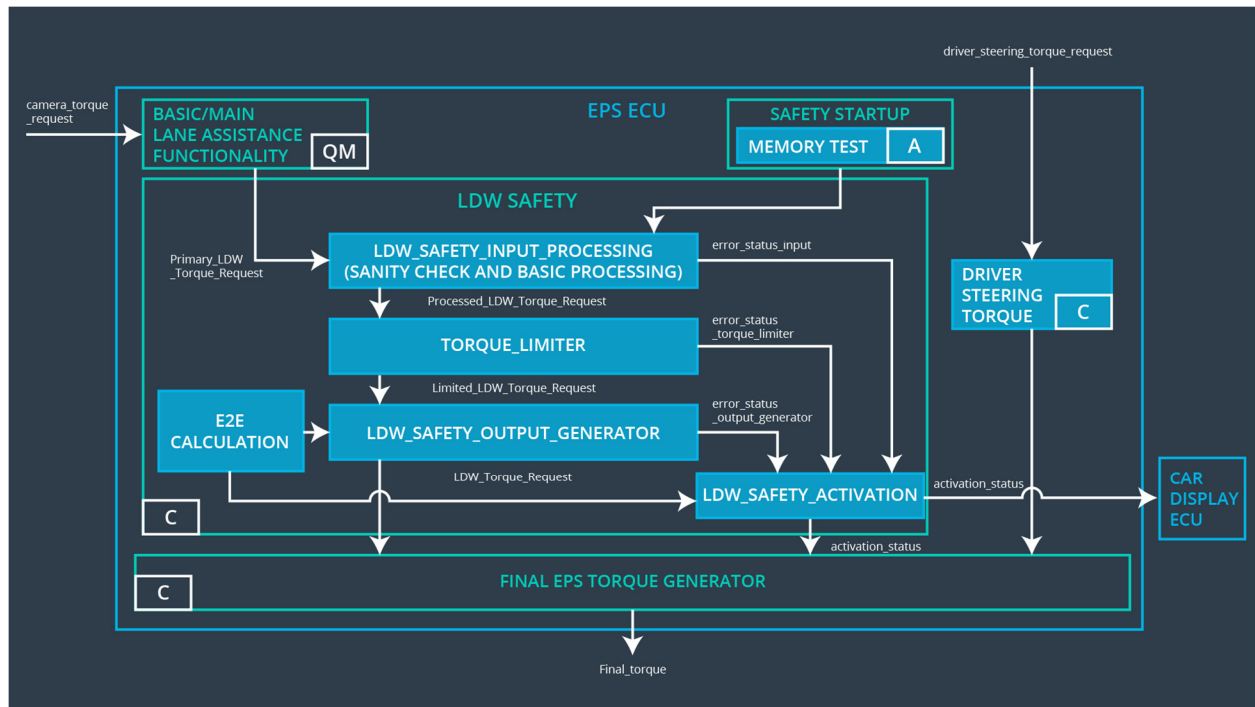 driver_steering_torque_request
camera_torque
_request
EPS ECU
BASIC/MAIN
LANE ASSISTANCE
FUNCTIONALITY
QM
SAFETY STARTUP
MEMORY TEST
A
LDW SAFETY
Primary_LDW
_Torque_Request
LDW_SAFETY_INPUT_PROCESSING
(SANITY CHECK AND BASIC PROCESSING)
error_status_input
DRIVER
STEERING
TORQUE
C
Processed_LDW_Torque_Request
TORQUE_LIMITER
error_status
_torque_limiter
Limited_LDW_Torque_Request
E2E
CALCULATION
LDW_SAFETY_OUTPUT_GENERATOR
error_status
_output_generator
LDW_Torque_Request
LDW_SAFETY_ACTIVATION
activation_status
CAR
DISPLAY
ECU
C
activation_status
FINAL EPS TORQUE GENERATOR
C
Final_torque